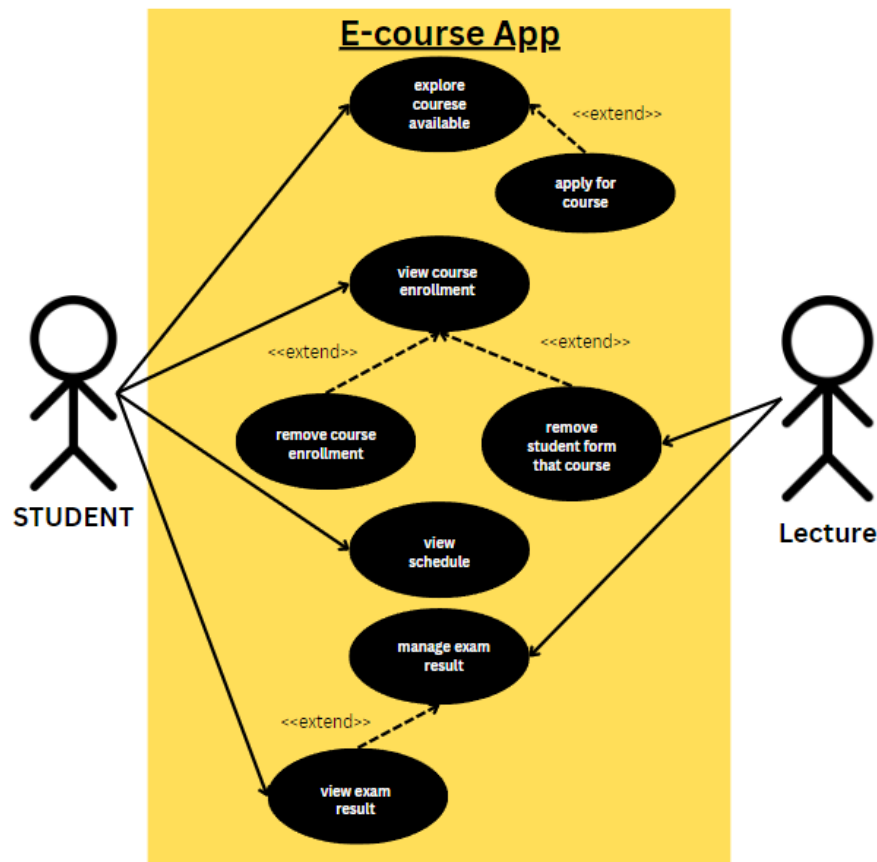 E-course App
explore
courese
available
<<extend>>
apply for
course
view course
enrollment
<<extend>>
<<extend>>
remove course
enrollment
remove
student form
that course
STUDENT
Lecture
view
schedule
manage exam
result
<<extend>>
view exam
result